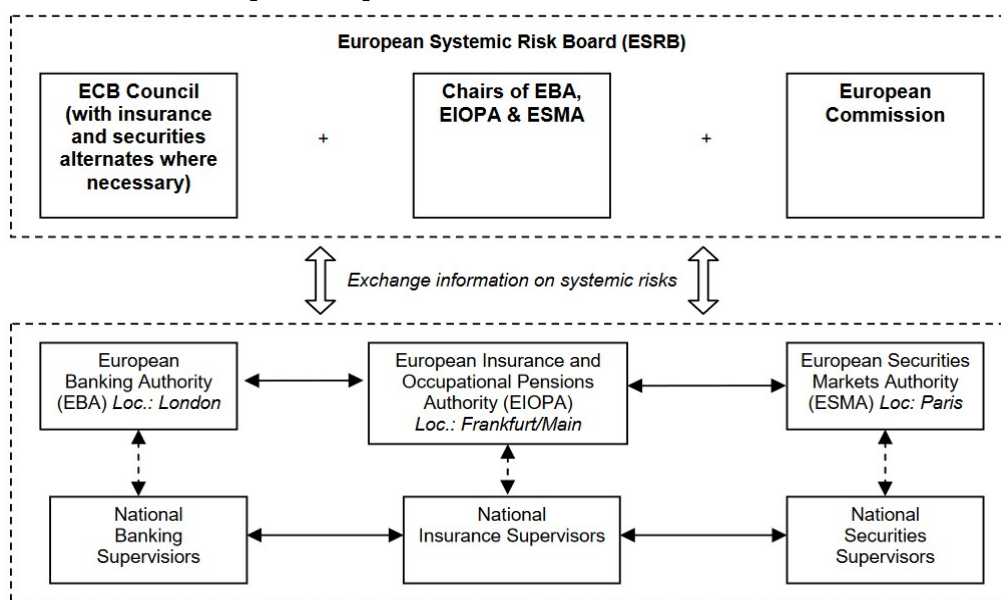 European Systemic Risk Board (ESRB)
ECB Council
(with insurance
and securities
alternates where
necessary)
+
Chairs of EBA,
EIOPA & ESMA
+
European
Commission
Exchange information on systemic risks
European
Banking Authority
(EBA) Loc.: London
European Insurance and
Occupational Pensions
Authority (EIOPA)
Loc.: Frankfurt/Main
European Securities
Markets Authority
(ESMA) Loc: Paris
National
Banking
Supervisiors
National
Insurance Supervisors
National
Securities
Supervisors